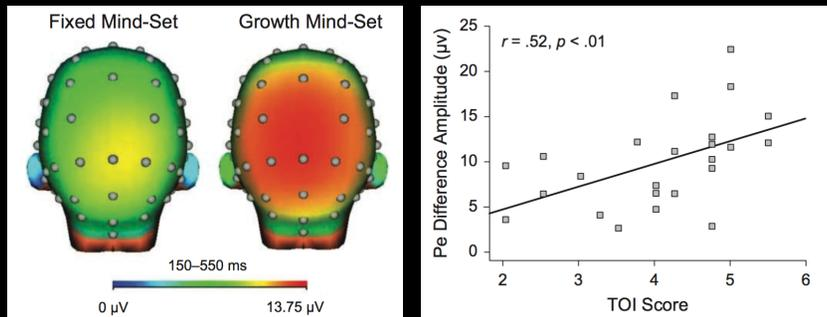 Fixed Mind-Set
Growth Mind-Set
150–550 ms
0 µV
13.75 µV
r = .52, p < .01
Pe Difference Amplitude (µv)
25
20
15
10
5
0
2 3 4 5 6
TOI Score